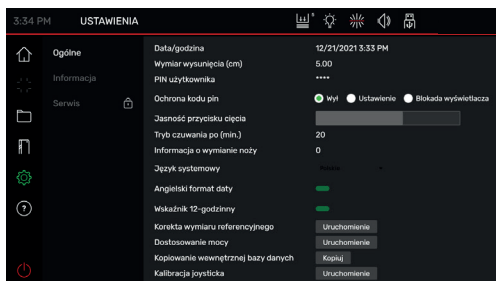 3:34 PM USTAWIENIA
Ogólne
Informacja
Serwis
Data/godzina 12/21/2021 3:33 PM
Wymiar wysunięcia (cm) 5.00
PIN użytkownika ****
Ochrona kodu pin Wył Ustawienie Blokada wyświetlacza
Jasność przycisku cięcia
Tryb czuwania po (min.) 20
Informacja o wymianie noży 0
Język systemowy
Angielski format daty
Wskaźnik 12-godzinny
Korekta wymiaru referencyjnego Uruchomienie
Dostosowanie mocy Uruchomienie
Kopiowanie wewnętrznej bazy danych Kopiuj
Kalibracja joysticka Uruchomienie